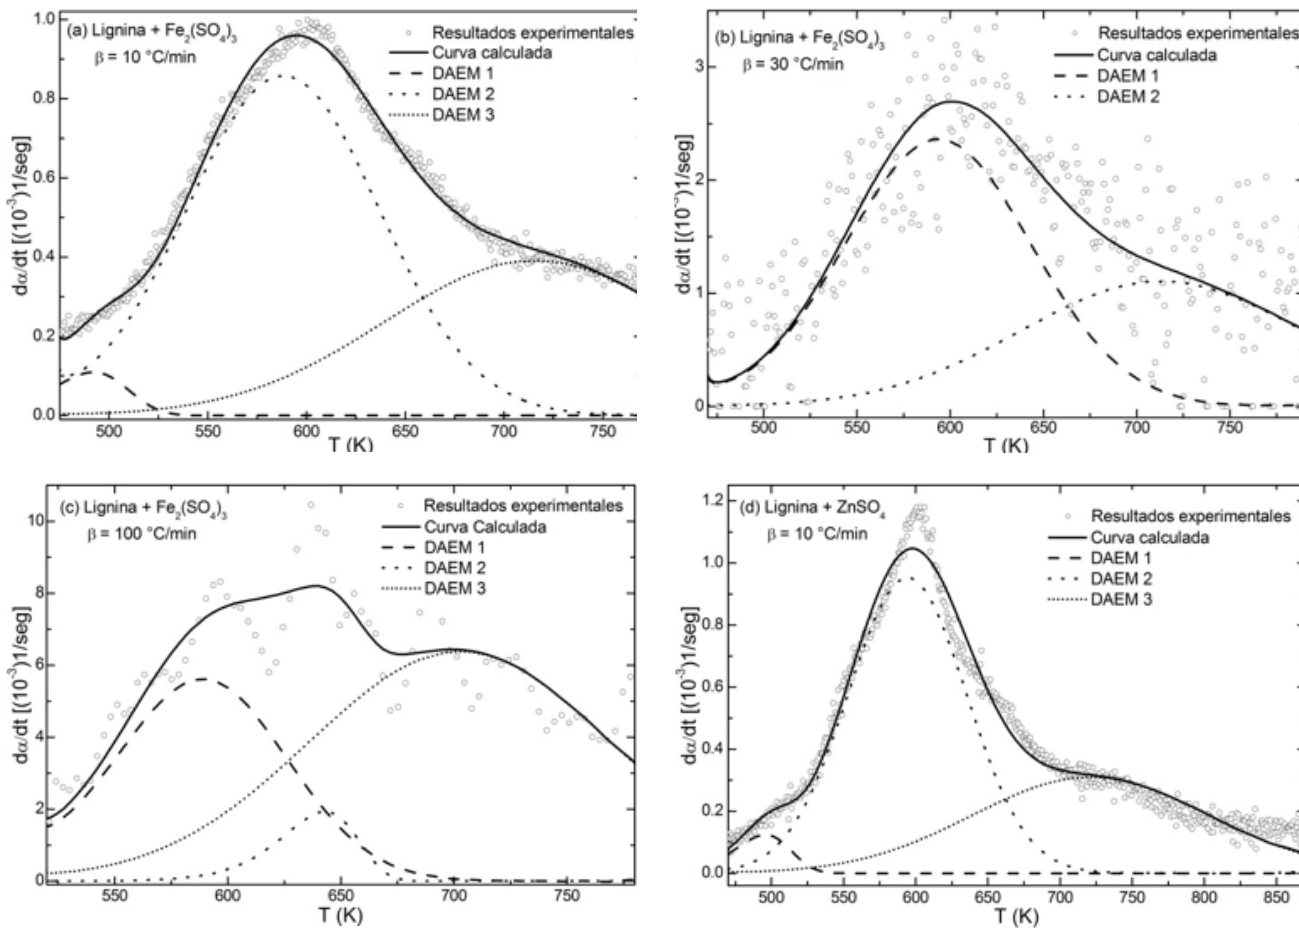 (a) Lignina + Fe₂(SO₄)₃
β = 10 °C/min
Resultados experimentales
Curva calculada
DAEM 1
DAEM 2
DAEM 3
dα/dt [(10⁻³)1/seg]
1.0
0.8
0.6
0.4
0.2
0.0
500 550 600 650 700 750
T (K)
(b) Lignina + Fe₂(SO₄)₃
β = 30 °C/min
Resultados experimentales
Curva calculada
DAEM 1
DAEM 2
dα/dt [(10⁻³)1/seg]
3
2
1
0
500 550 600 650 700 750
T (K)
(c) Lignina + Fe₂(SO₄)₃
β = 100 °C/min
Resultados experimentales
Curva Calculada
DAEM 1
DAEM 2
DAEM 3
dα/dt [(10⁻³)1/seg]
10
8
6
4
2
0
550 600 650 700 750
T (K)
(d) Lignina + ZnSO₄
β = 10 °C/min
Resultados experimentales
Curva calculada
DAEM 1
DAEM 2
DAEM 3
dα/dt [(10⁻³)1/seg]
1.2
1.0
0.8
0.6
0.4
0.2
0.0
500 550 600 650 700 750 800 850
T (K)